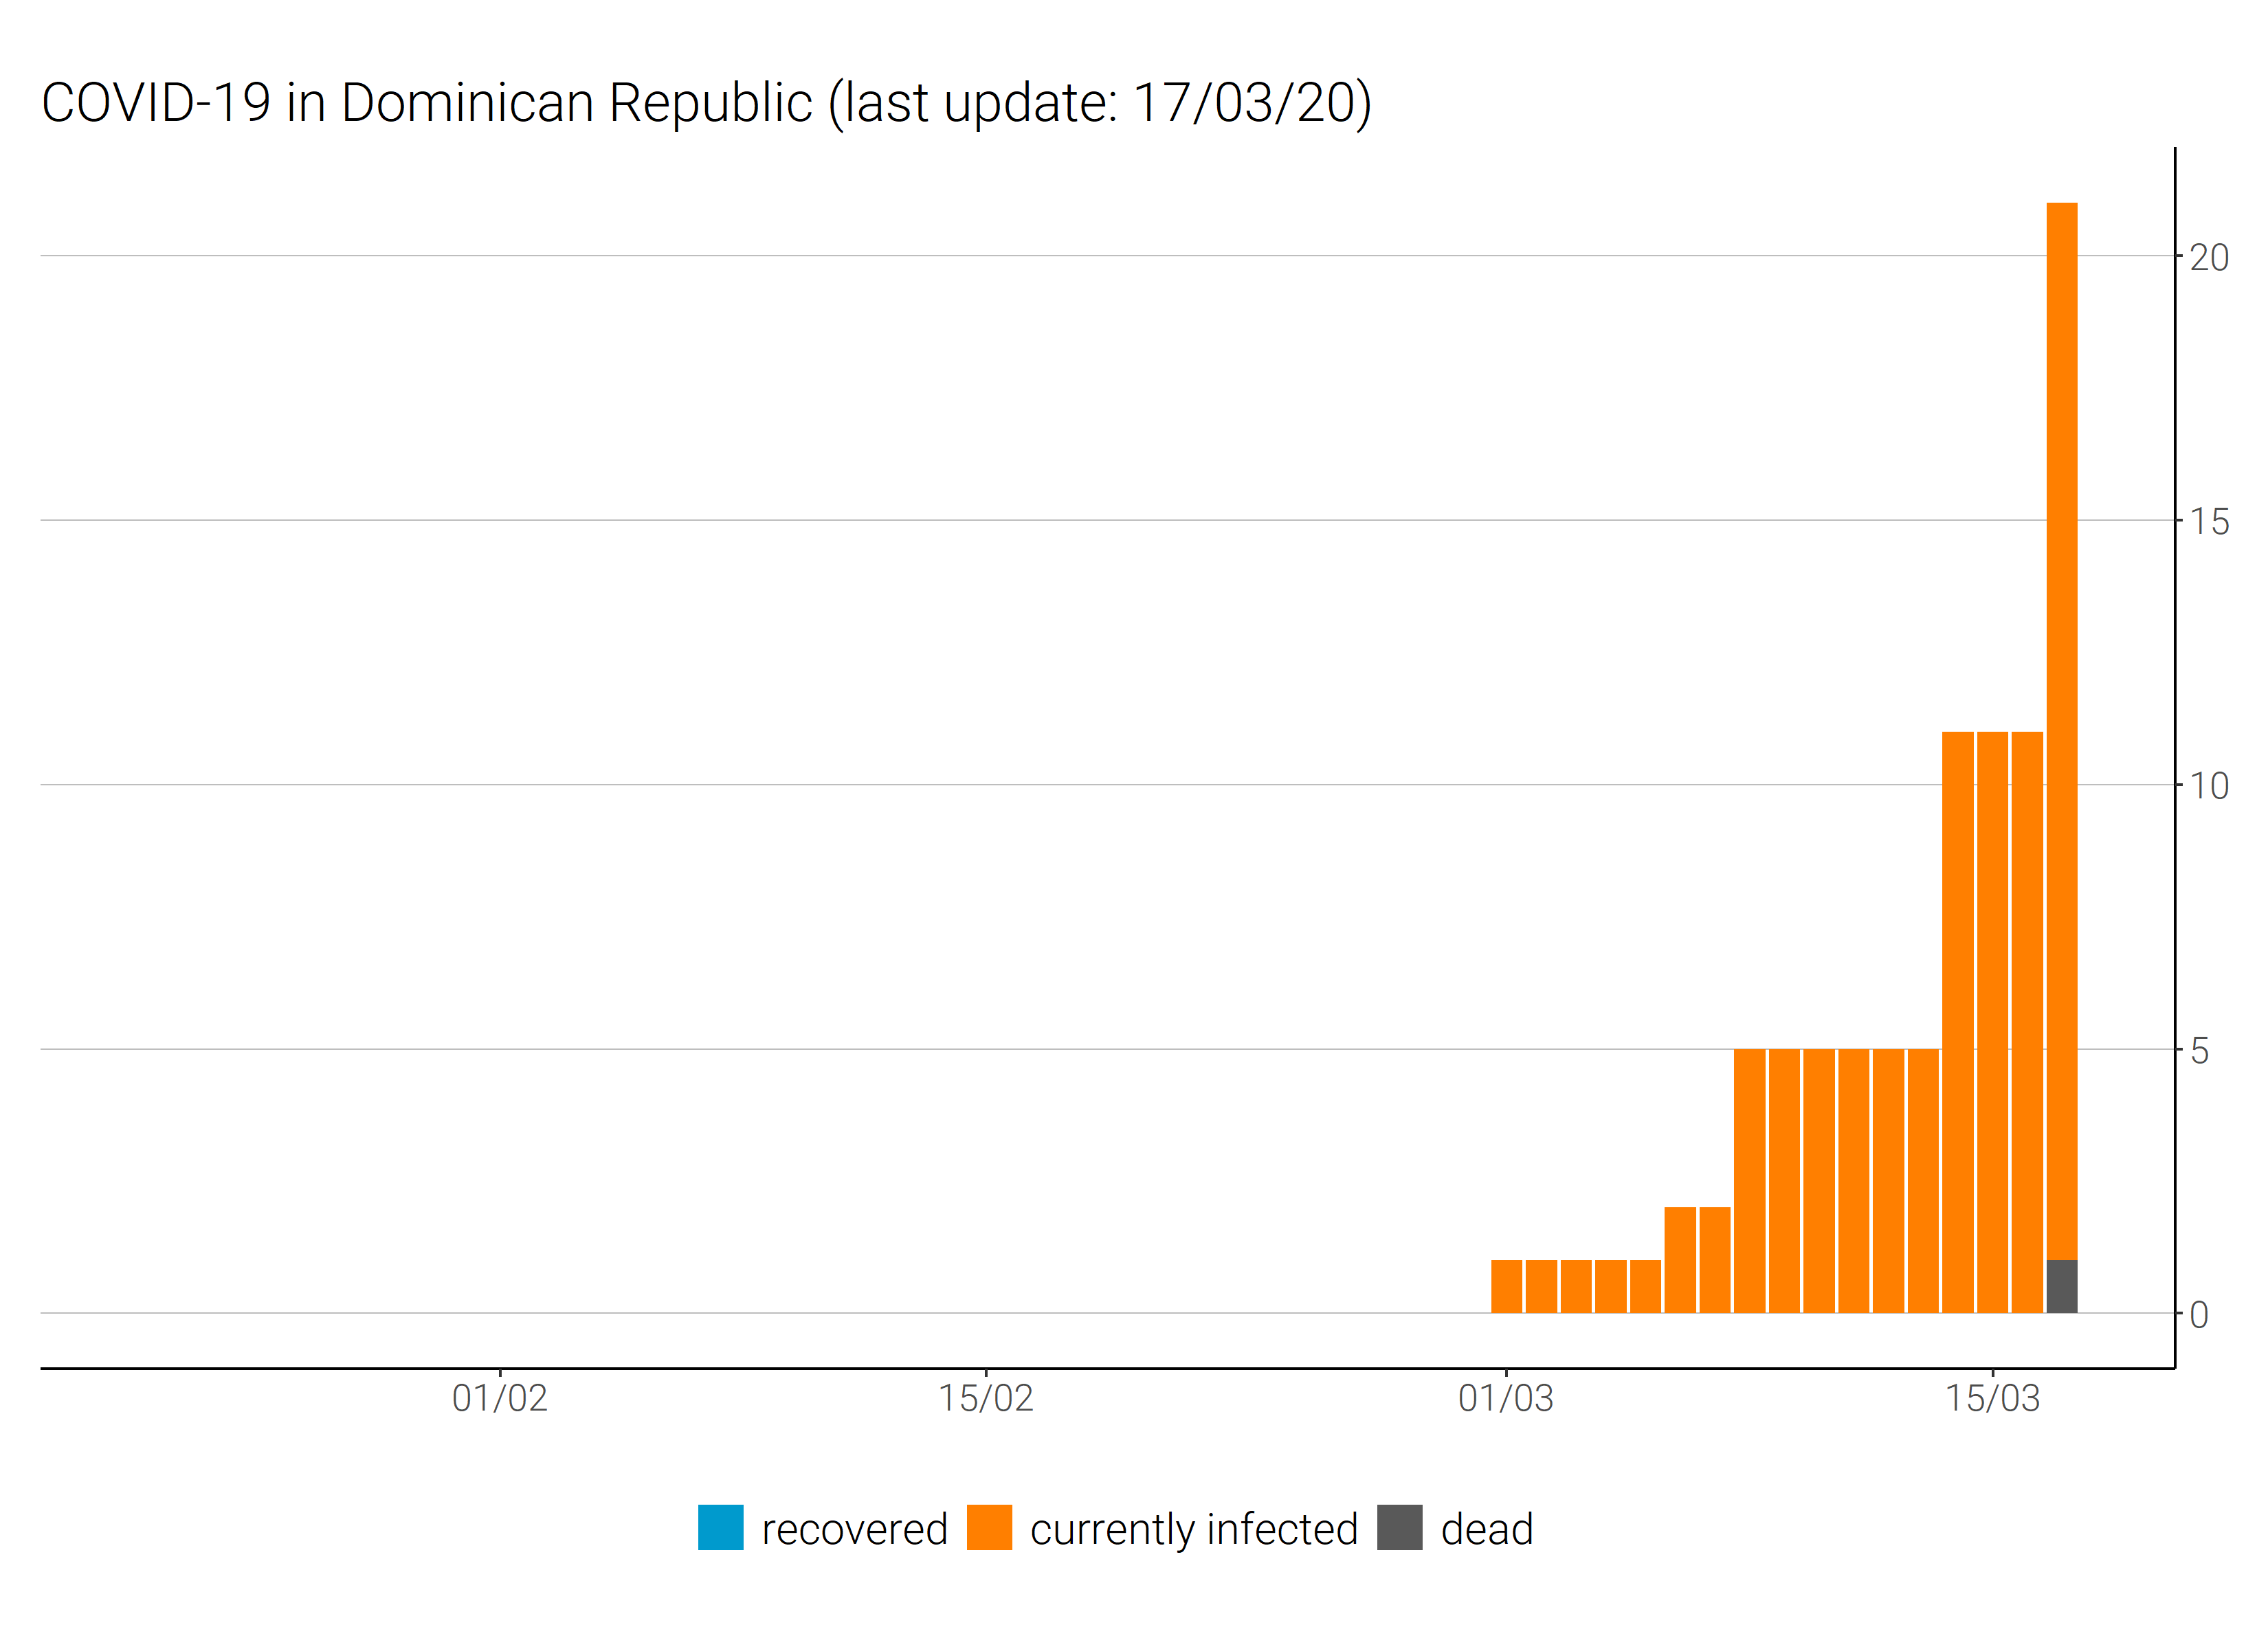 COVID-19 in Dominican Republic (last update: 17/03/20)
20
15
10
5
0
01/02 15/02 01/03 15/03
recovered currently infected dead